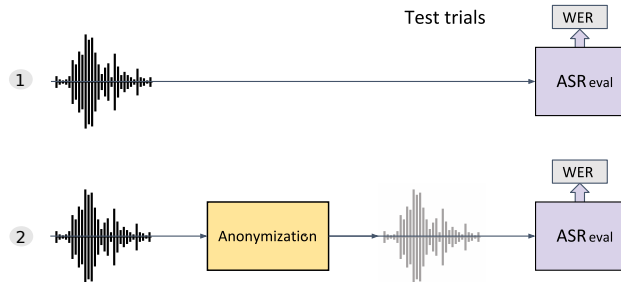 Test trials
WER
1
ASR eval
WER
2
Anonymization
ASR eval